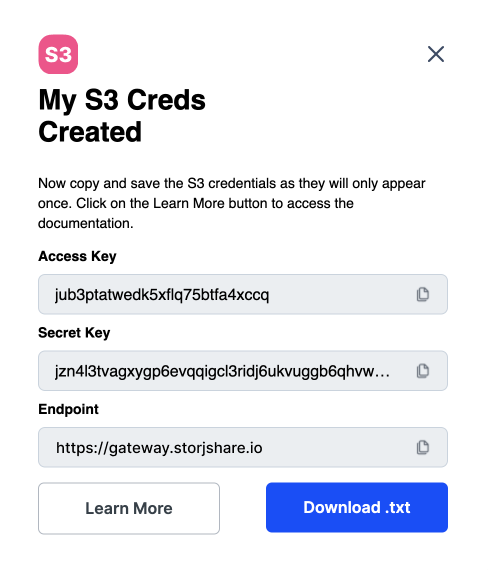 S3
My S3 Creds
Created
Now copy and save the S3 credentials as they will only appear
once. Click on the Learn More button to access the
documentation.
Access Key
jub3ptatwedk5xflq75btfa4xccq
Secret Key
jzn4l3tvagxygp6evqqigcl3ridj6ukvuggb6qhvw...
Endpoint
https://gateway.storjshare.io
Learn More
Download .txt